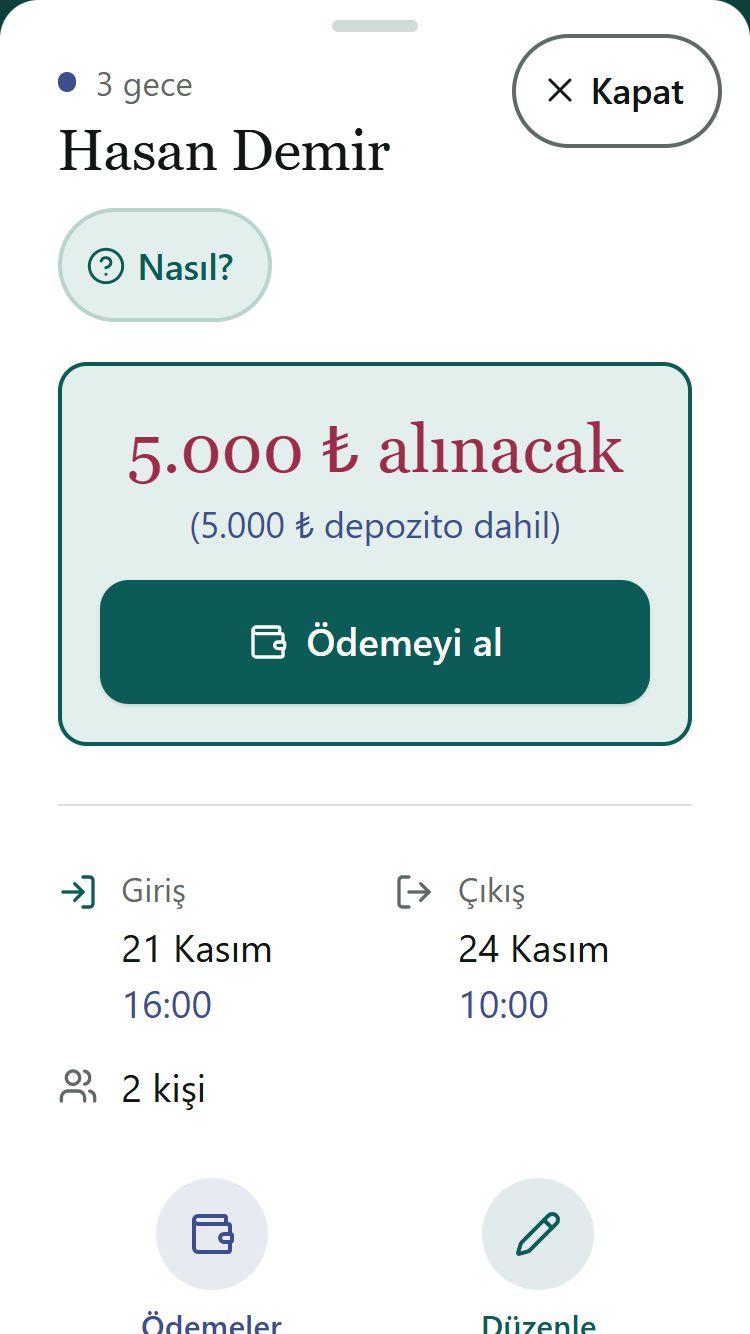 3 gece
Kapat
Hasan Demir
Nasıl?
5.000 ₺ alınacak
(5.000 ₺ depozito dahil)
Ödemeyi al
Giriş
21 Kasım
16:00
Çıkış
24 Kasım
10:00
2 kişi
Ödemeler
Düzenle